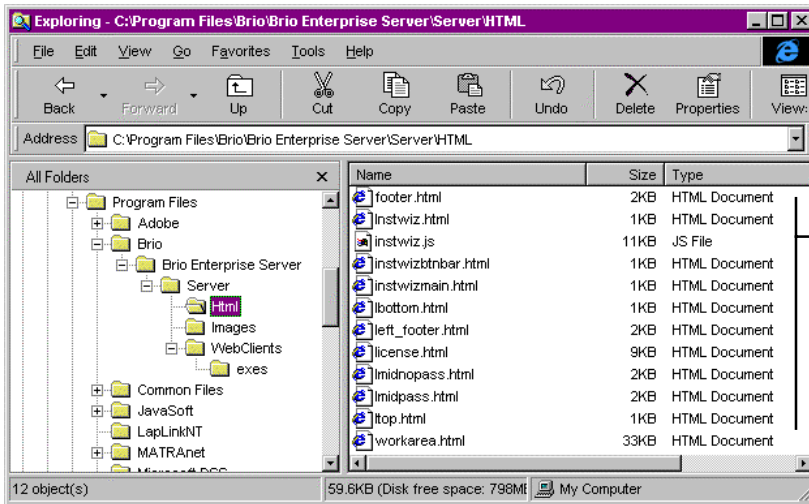 Exploring - C:\Program Files\Brio\Brio Enterprise Server\Server\HTML
File Edit View Go Favorites Tools Help
Back Forward Up Cut Copy Paste Undo Delete Properties View:
Address C:\Program Files\Brio\Brio Enterprise Server\Server\HTML
All Folders
Program Files
Adobe
Brio
Brio Enterprise Server
Server
Html
Images
WebClients
exes
Common Files
JavaSoft
LapLinkNT
MATRAnet
Name Size Type
footer.html 2KB HTML Document
Instwiz.html 1KB HTML Document
instwiz.js 11KB JS File
instwizbtnbar.html 1KB HTML Document
instwizmain.html 1KB HTML Document
lbottom.html 1KB HTML Document
left_footer.html 2KB HTML Document
license.html 9KB HTML Document
lmidnopass.html 2KB HTML Document
lmidpass.html 2KB HTML Document
ltop.html 1KB HTML Document
workarea.html 33KB HTML Document
12 object(s) 59.6KB (Disk free space: 798M My Computer